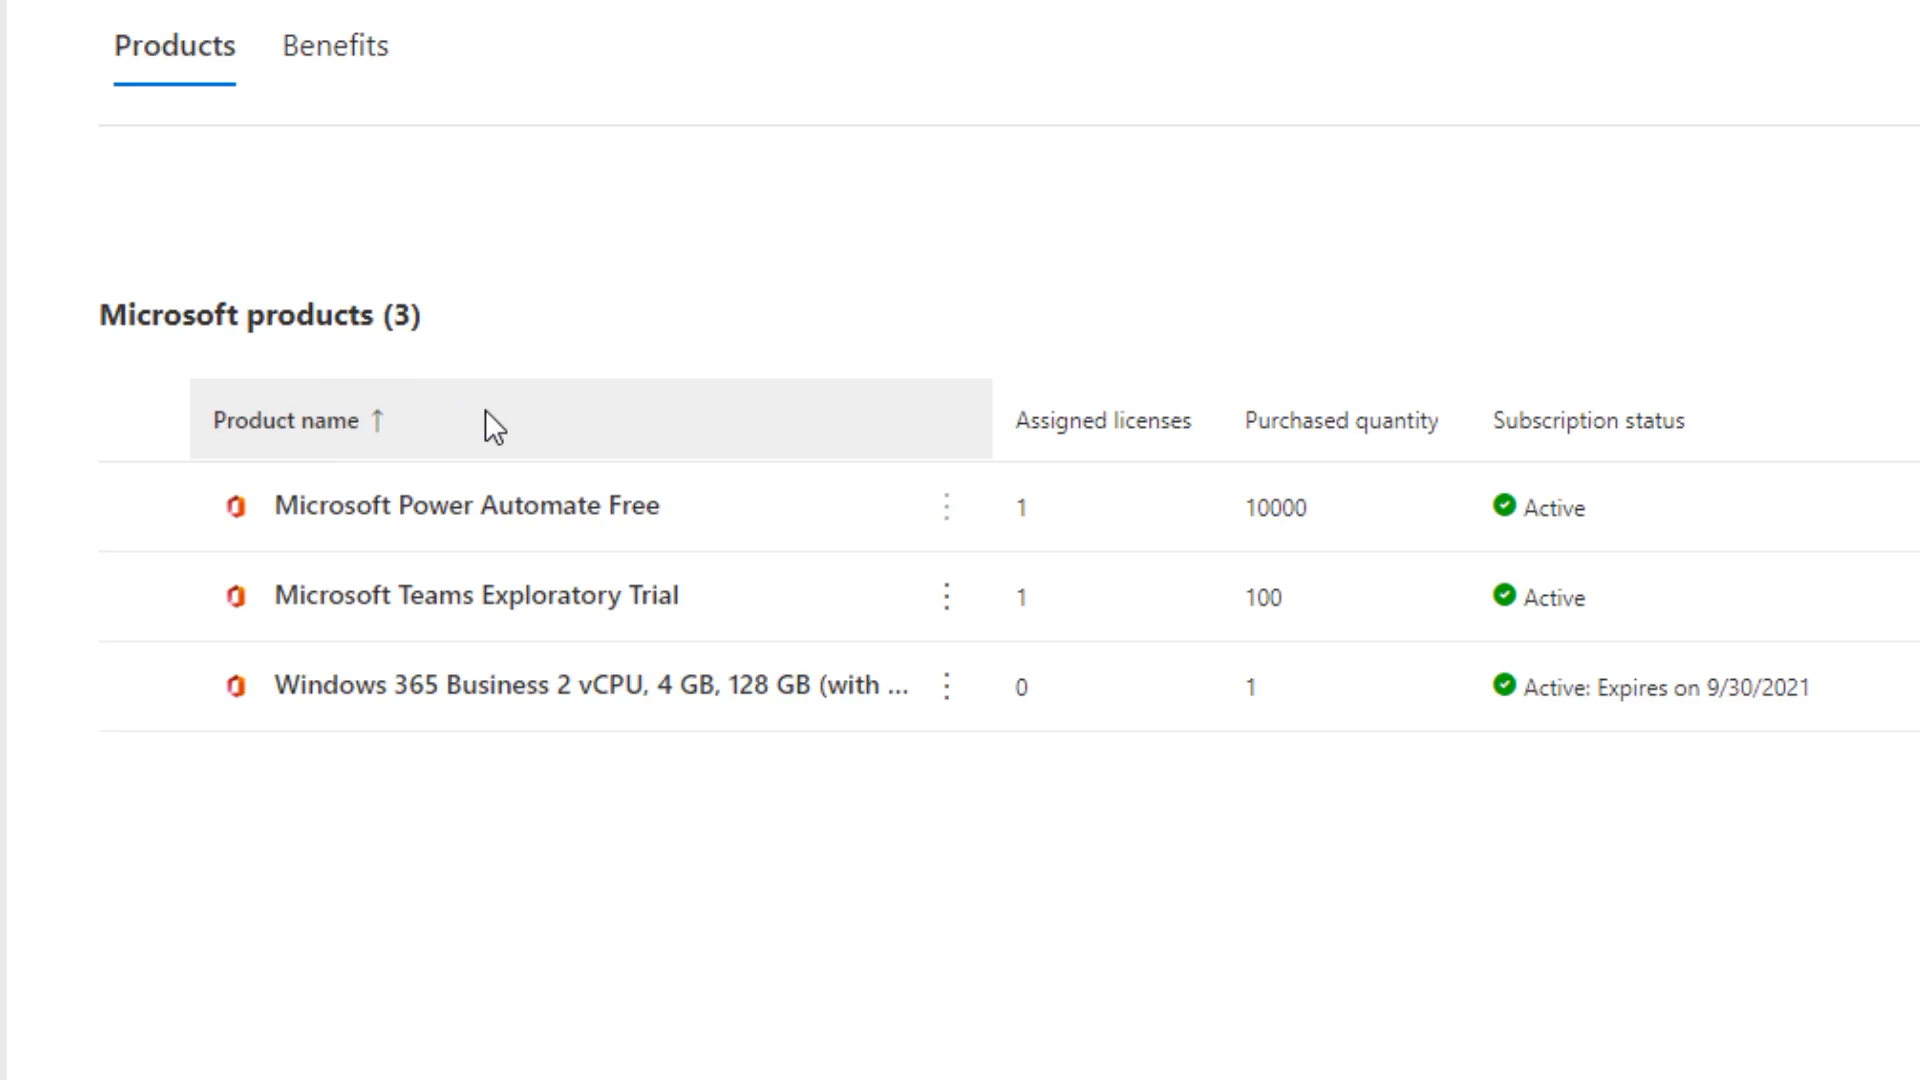 Products Benefits
Microsoft products (3)
Product name ↑ Assigned licenses Purchased quantity Subscription status
Microsoft Power Automate Free 1 10000 Active
Microsoft Teams Exploratory Trial 1 100 Active
Windows 365 Business 2 vCPU, 4 GB, 128 GB (with ... 0 1 Active: Expires on 9/30/2021